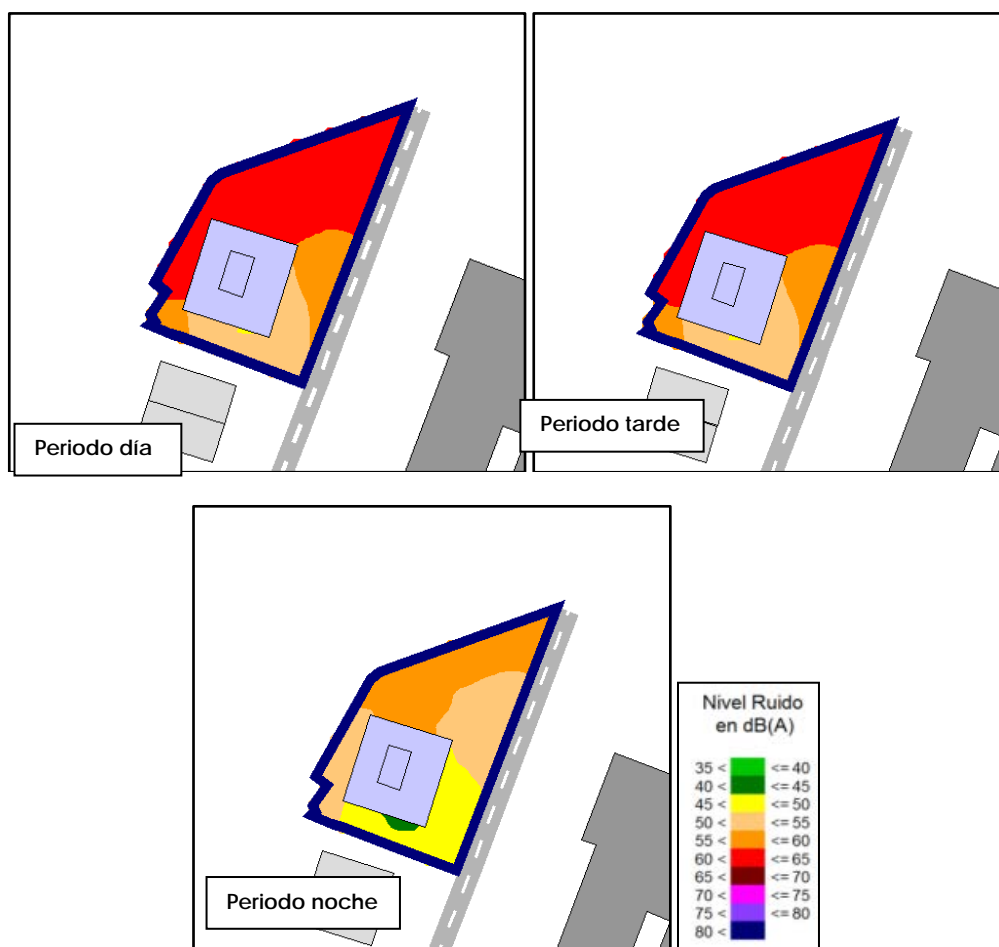 Periodo día
Periodo tarde
Periodo noche
Nivel Ruido
en dB(A)
35 < <= 40
40 < <= 45
45 < <= 50
50 < <= 55
55 < <= 60
60 < <= 65
65 < <= 70
70 < <= 75
75 < <= 80
80 <